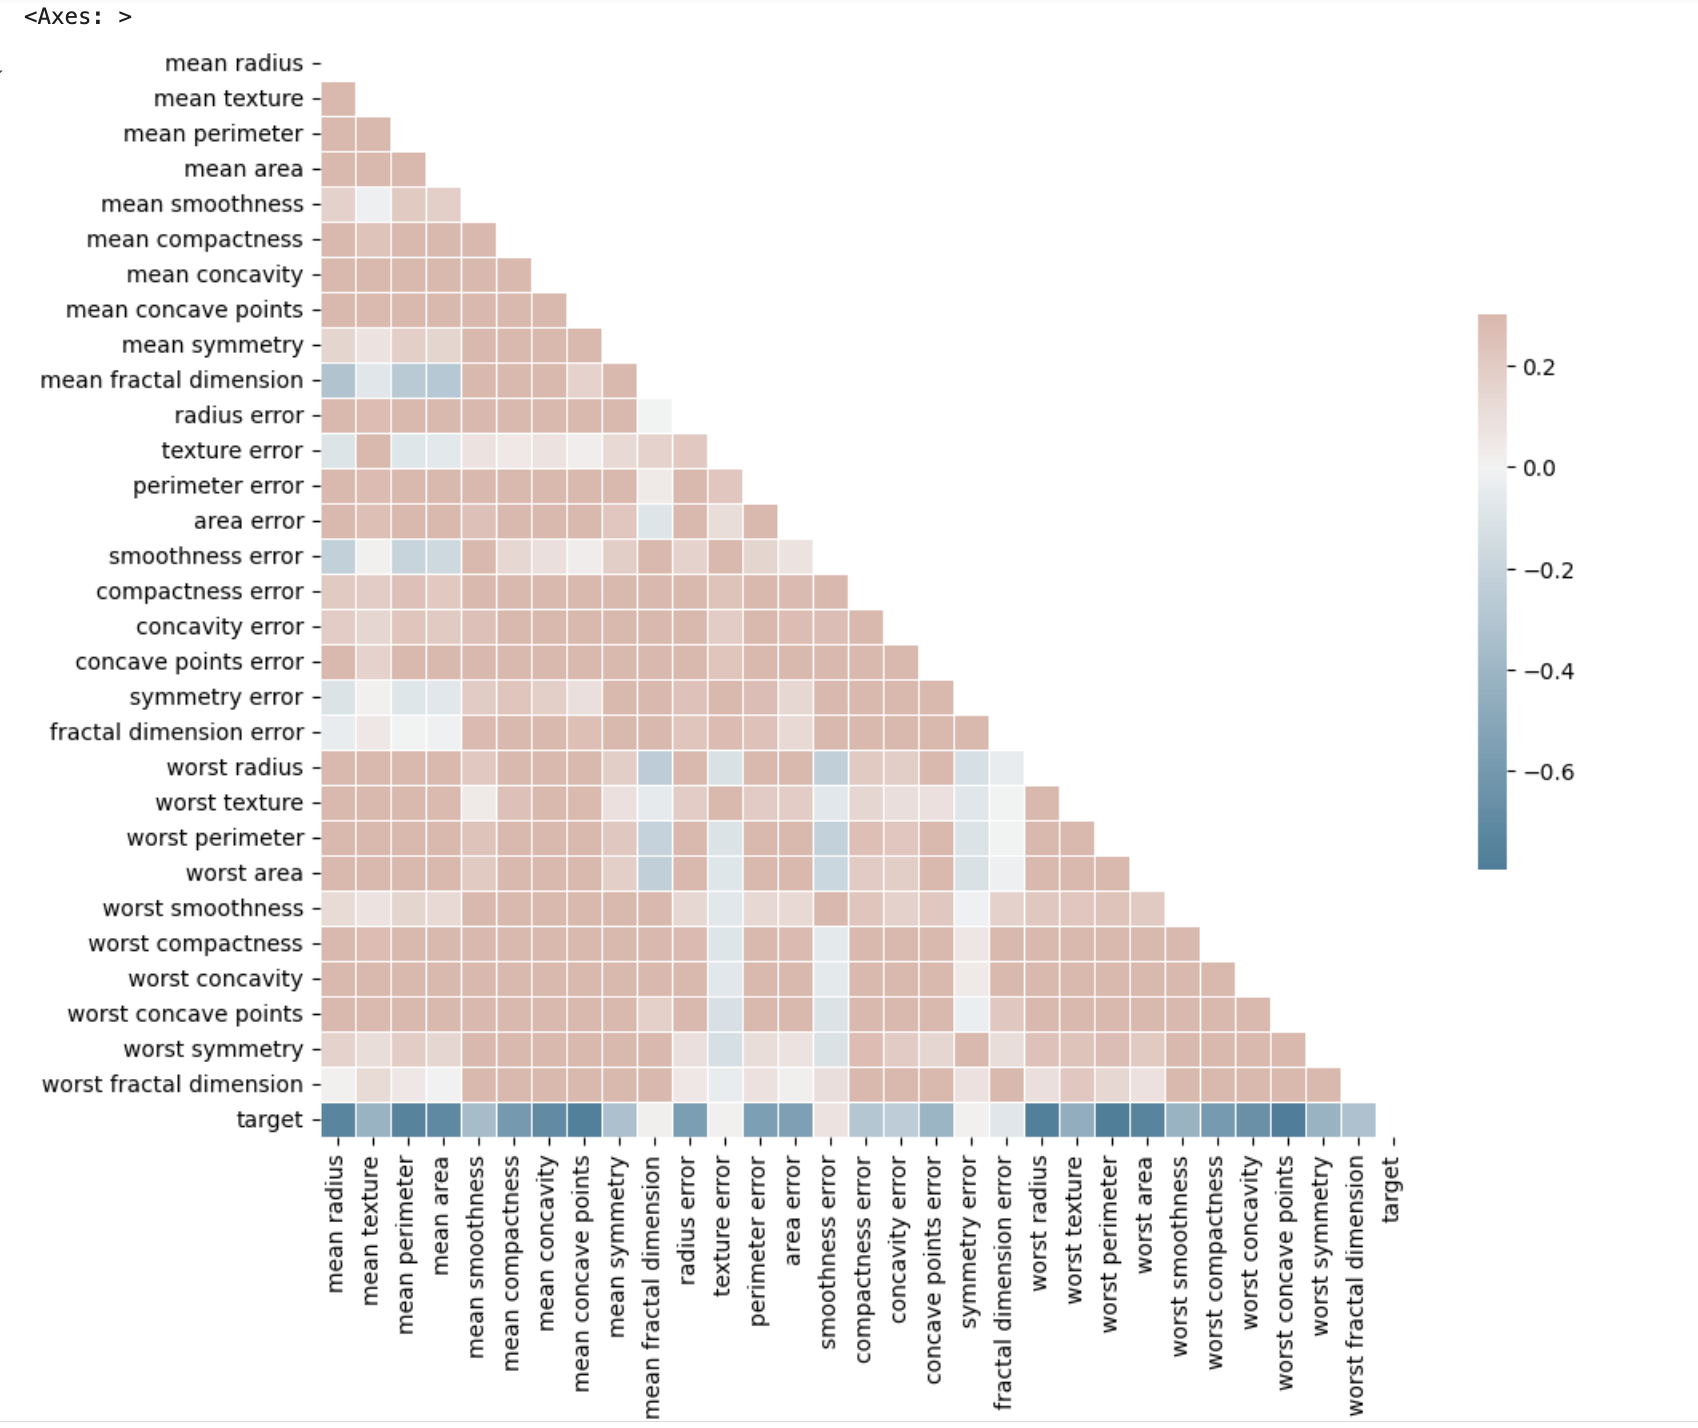 <Axes: >
mean radius
mean texture
mean perimeter
mean area
mean smoothness
mean compactness
mean concavity
mean concave points
mean symmetry
mean fractal dimension
radius error
texture error
perimeter error
area error
smoothness error
compactness error
concavity error
concave points error
symmetry error
fractal dimension error
worst radius
worst texture
worst perimeter
worst area
worst smoothness
worst compactness
worst concavity
worst concave points
worst symmetry
worst fractal dimension
target
mean radius
mean texture
mean perimeter
mean area
mean smoothness
mean compactness
mean concavity
mean concave points
mean symmetry
mean fractal dimension
radius error
texture error
perimeter error
area error
smoothness error
compactness error
concavity error
concave points error
symmetry error
fractal dimension error
worst radius
worst texture
worst perimeter
worst area
worst smoothness
worst compactness
worst concavity
worst concave points
worst symmetry
worst fractal dimension
target
0.2
0.0
−0.2
−0.4
−0.6